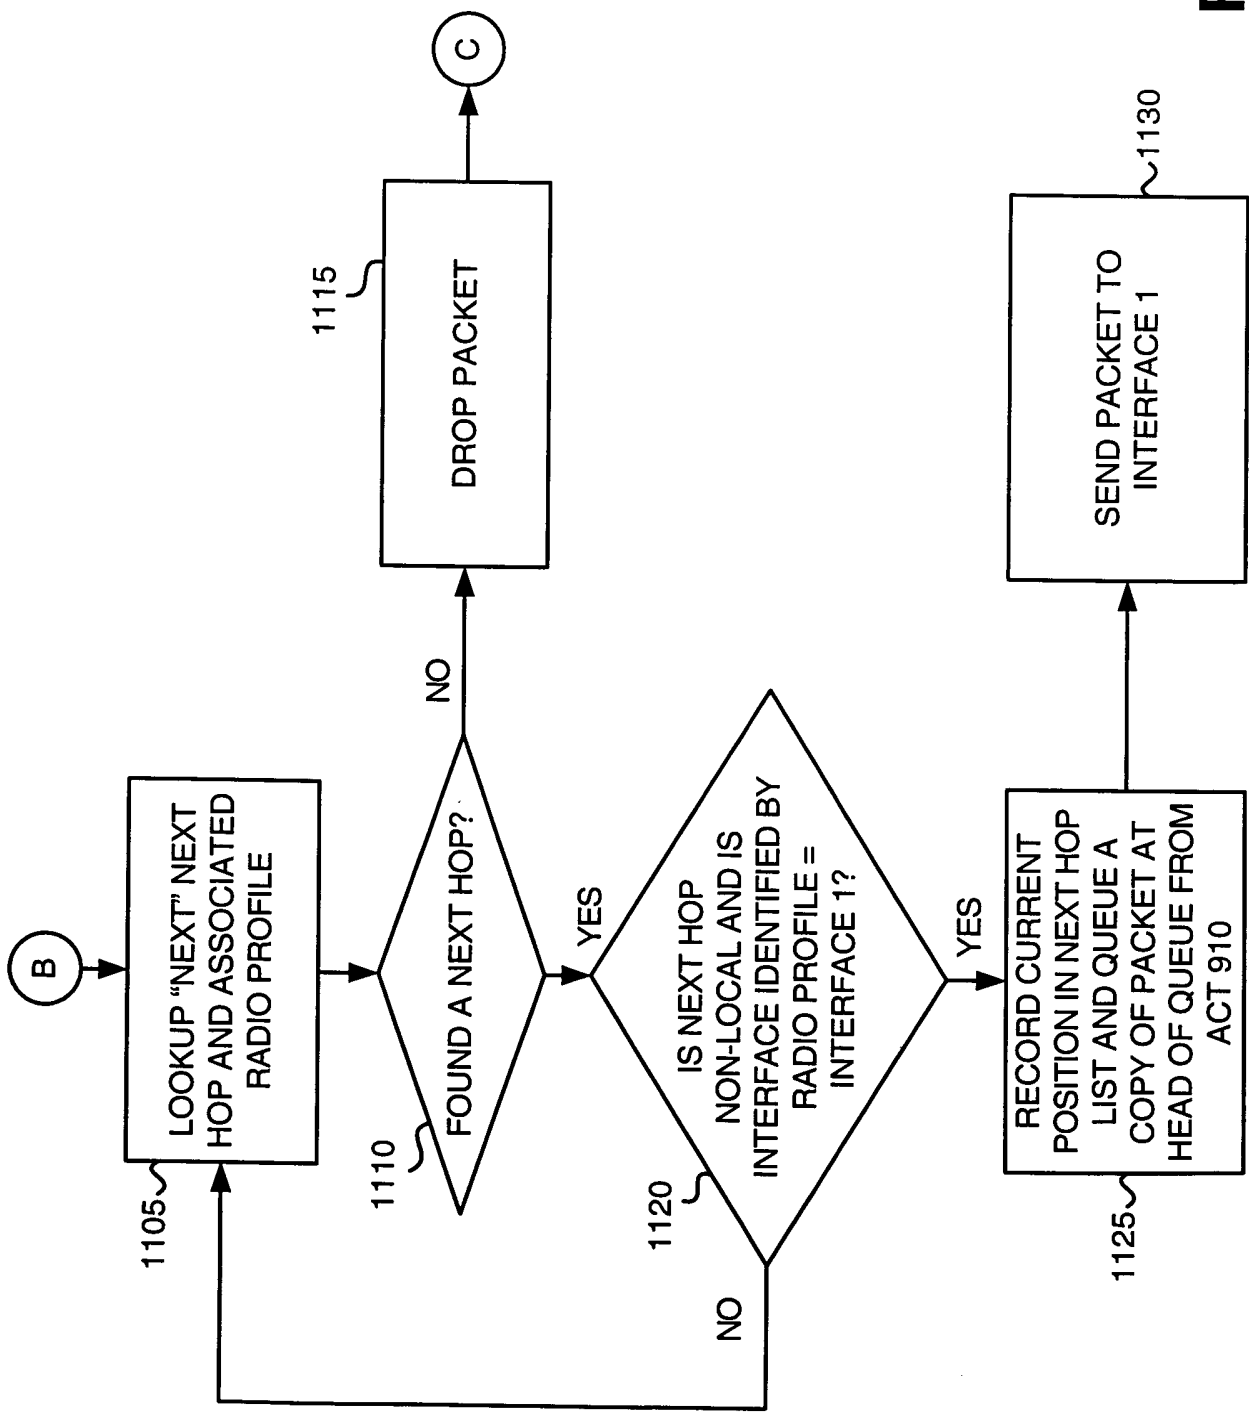 B
LOOKUP "NEXT" NEXT
HOP AND ASSOCIATED
RADIO PROFILE
1105
FOUND A NEXT HOP?
1110
NO
DROP PACKET
1115
C
YES
IS NEXT HOP
NON-LOCAL AND IS
INTERFACE IDENTIFIED BY
RADIO PROFILE =
INTERFACE 1?
1120
NO
YES
RECORD CURRENT
POSITION IN NEXT HOP
LIST AND QUEUE A
COPY OF PACKET AT
HEAD OF QUEUE FROM
ACT 910
1125
SEND PACKET TO
INTERFACE 1
1130